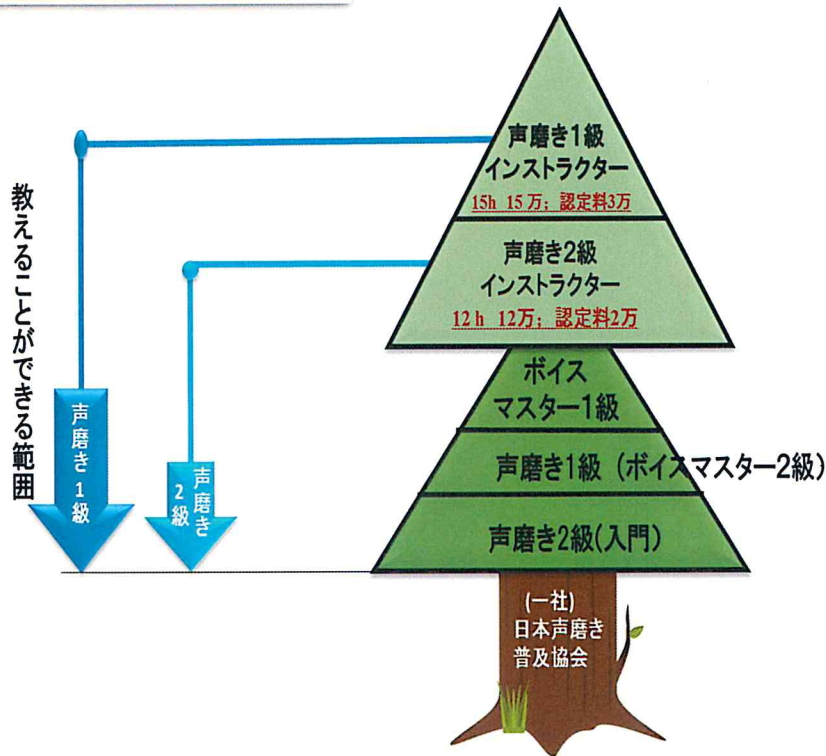 声磨き1級
インストラクター
15h 15万; 認定料3万
声磨き2級
インストラクター
12h 12万; 認定料2万
ボイス
マスター1級
声磨き1級（ボイスマスター2級）
声磨き2級(入門)
(一社)
日本声磨き
普及協会
教えることができる範囲
声磨き1級
声磨き
2級